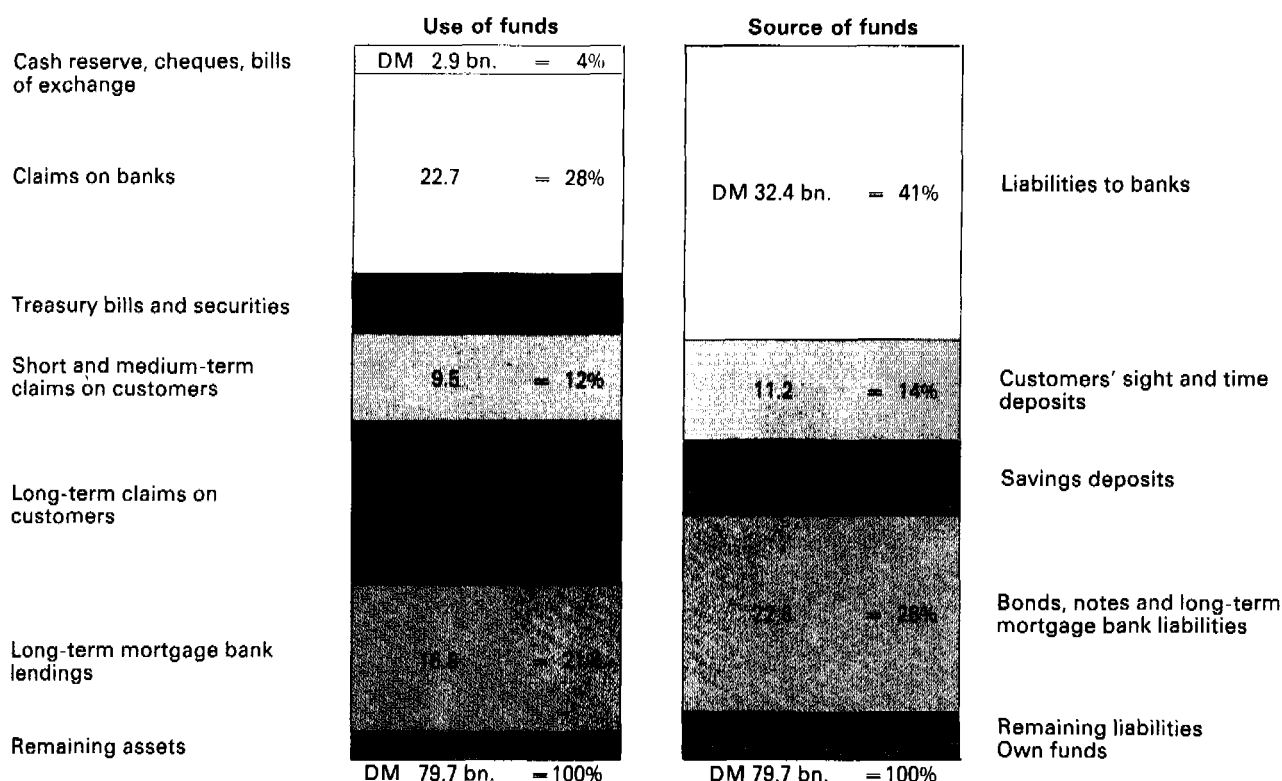 Use of funds
Source of funds
Cash reserve, cheques, bills
of exchange
DM 2.9 bn. = 4%
Claims on banks
22.7 = 28%
DM 32.4 bn. = 41%
Liabilities to banks
Treasury bills and securities
Short and medium-term
claims on customers
9.5 = 12%
11.2 = 14%
Customers' sight and time
deposits
Long-term claims on
customers
Savings deposits
= 28%
Bonds, notes and long-term
mortgage bank liabilities
Long-term mortgage bank
lendings
=
Remaining assets
Remaining liabilities
Own funds
DM 79.7 bn. =100%
DM 79.7 bn. =100%